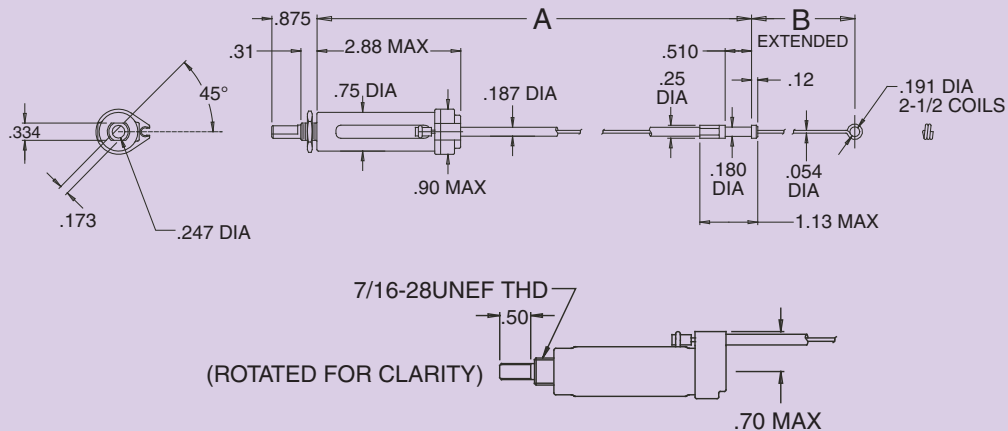 .875
A
B
EXTENDED
.31
2.88 MAX
.510
.12
45°
.75 DIA
.187 DIA
.25
DIA
.191 DIA
2-1/2 COILS
.334
.90 MAX
.180
DIA
.054
DIA
.173
.247 DIA
1.13 MAX
7/16-28UNEF THD
.50
(ROTATED FOR CLARITY)
.70 MAX